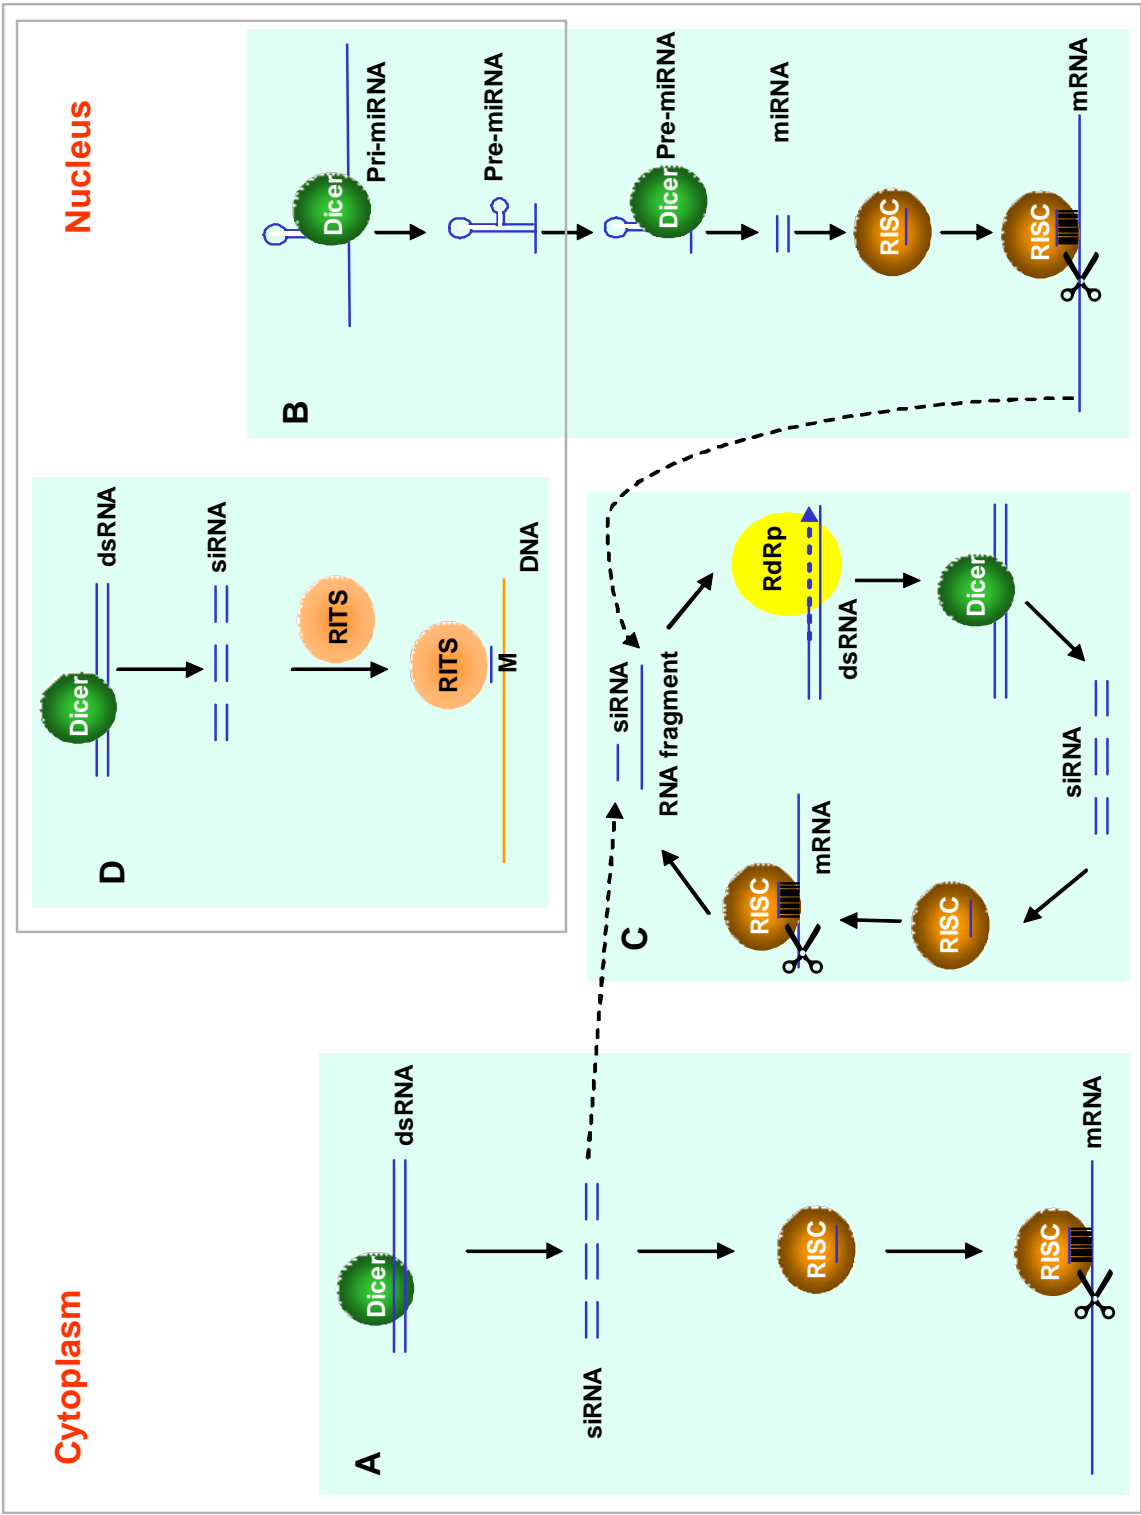 Cytoplasm
Nucleus
A
Dicer
dsRNA
siRNA
RISC
RISC
mRNA
D
Dicer
dsRNA
siRNA
RITS
RITS
M
DNA
C
siRNA
RNA fragment
RdRp
dsRNA
Dicer
siRNA
RISC
RISC
mRNA
B
Dicer
Pri-miRNA
Pre-miRNA
Dicer
Pre-miRNA
miRNA
RISC
RISC
mRNA